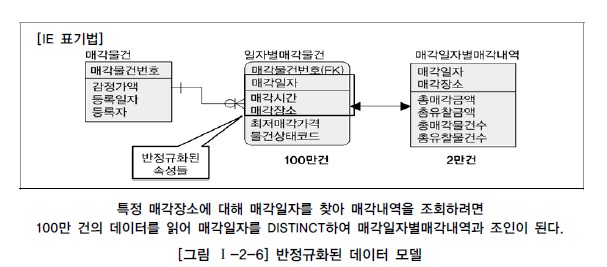 [IE 표기법]
매각물건
일자별매각물건
매각일자별매각내역
매각물건번호
감정가액
등록일자
등록자
매각물건번호(FK)
매각일자
매각시간
매각장소
최저매각가격
물건상태코드
매각일자
매각장소
총매각금액
총유찰금액
총매각물건수
총유찰물건수
반정규화된
속성들
100만건
2만건
특정 매각장소에 대해 매각일자를 찾아 매각내역을 조회하려면
100만 건의 데이터를 읽어 매각일자를 DISTINCT하여 매각일자별매각내역과 조인이 된다.
[그림 Ⅰ-2-6] 반정규화된 데이터 모델